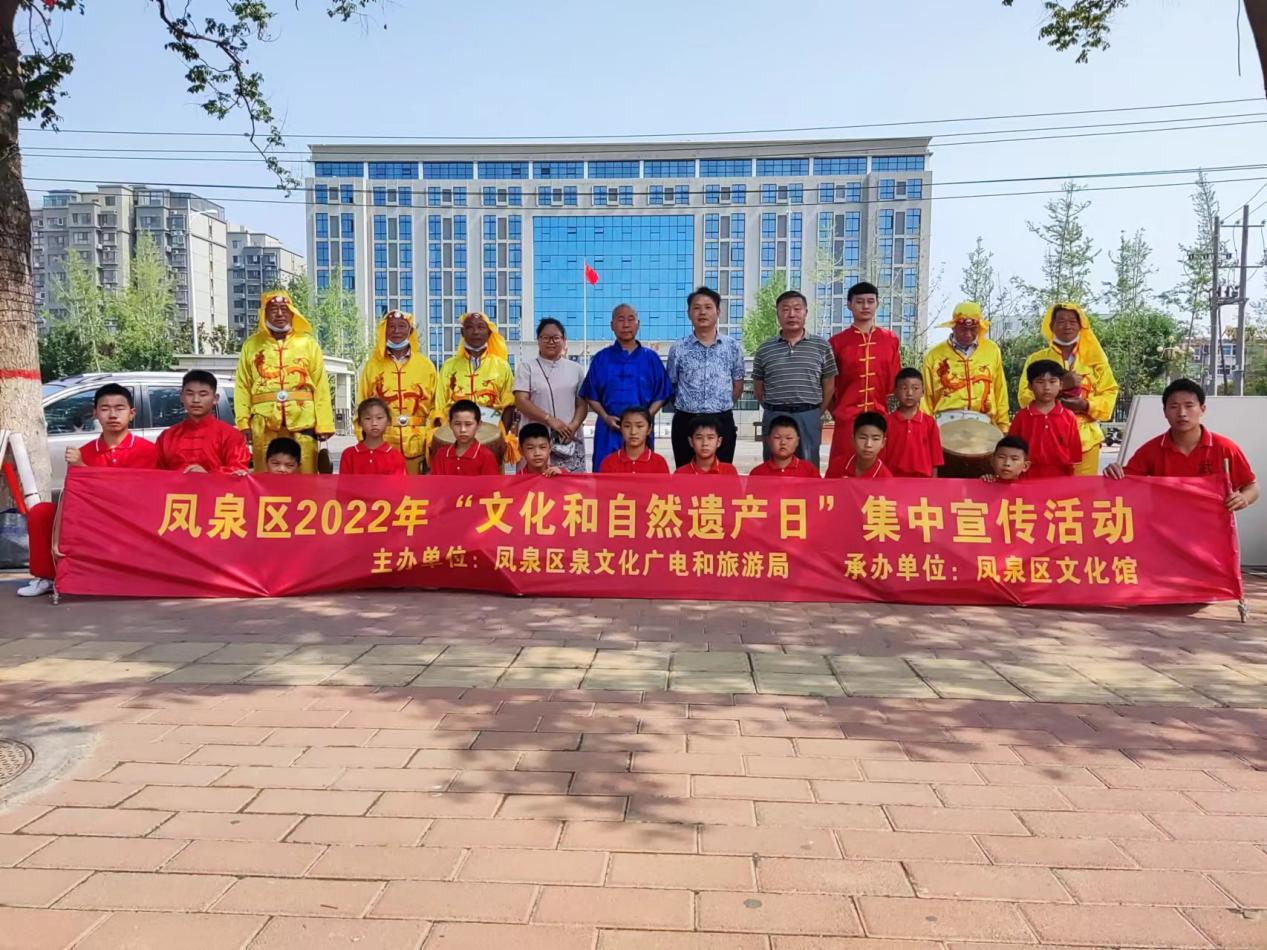 凤泉区2022年“文化和自然遗产日”集中宣传活动
主办单位：凤泉区泉文化广电和旅游局 承办单位：凤泉区文化馆
武